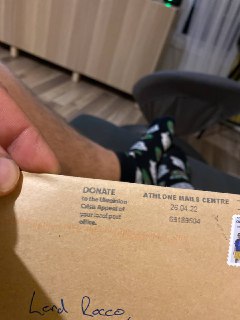 DONATE
to the Ukrainian
Crisis Appeal at
your local post
office.
ATHLONE MAILS CENTRE
26.04.22
Lord Rocco,